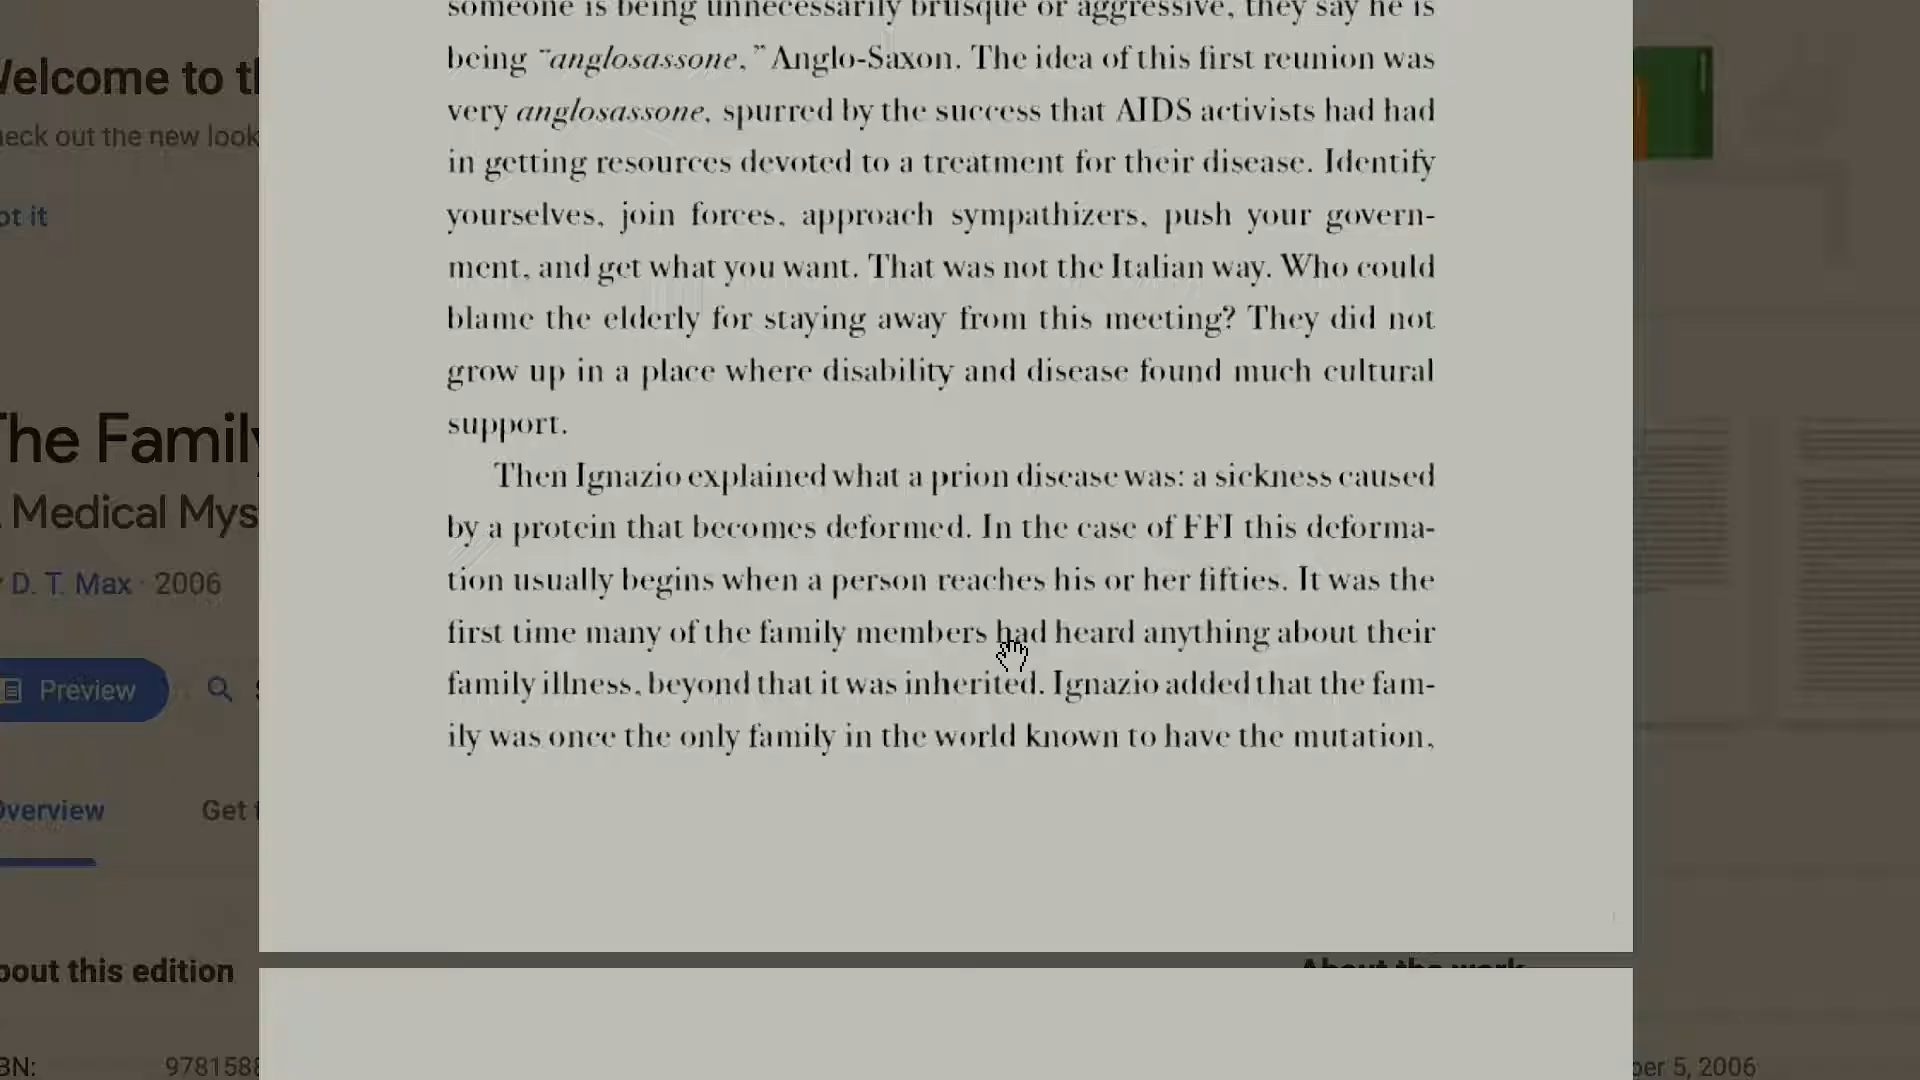 someone is being unnecessarily brusque or aggressive, they say he is
being "anglosassone," Anglo-Saxon. The idea of this first reunion was
very anglosassone, spurred by the success that AIDS activists had had
in getting resources devoted to a treatment for their disease. Identify
yourselves, join forces, approach sympathizers, push your govern-
ment, and get what you want. That was not the Italian way. Who could
blame the elderly for staying away from this meeting? They did not
grow up in a place where disability and disease found much cultural
support.
Then Ignazio explained what a prion disease was: a sickness caused
by a protein that becomes deformed. In the case of FFI this deforma-
tion usually begins when a person reaches his or her fifties. It was the
first time many of the family members had heard anything about their
family illness, beyond that it was inherited. Ignazio added that the fam-
ily was once the only family in the world known to have the mutation,
Welcome to t
eck out the new look
ot it
The Family
Medical Mys
D. T. Max · 2006
Preview
Overview
Get
bout this edition
About the work
BN:
978158
ber 5, 2006